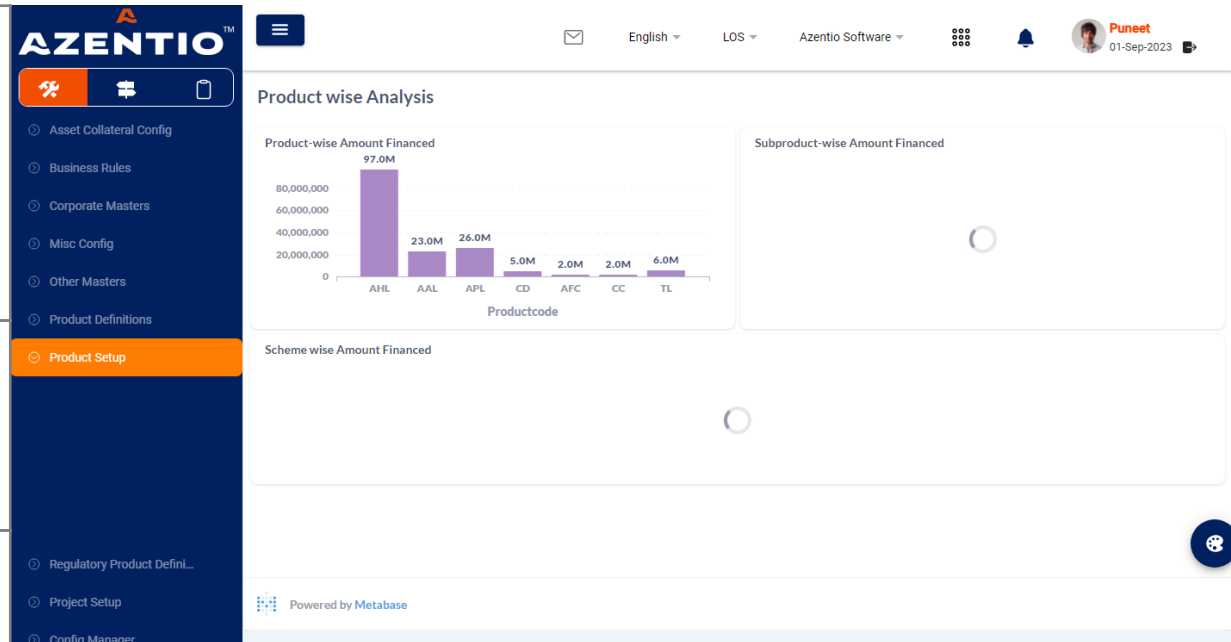 AZENTIO™
English
LOS
Azentio Software
Puneet
01-Sep-2023
Asset Collateral Config
Business Rules
Corporate Masters
Misc Config
Other Masters
Product Definitions
Product Setup
Regulatory Product Defini...
Project Setup
Config Manager
Product wise Analysis
Product-wise Amount Financed
97.0M
80,000,000
60,000,000
40,000,000
23.0M
26.0M
20,000,000
5.0M
2.0M
2.0M
6.0M
0
AHL
AAL
APL
CD
AFC
CC
TL
Productcode
Subproduct-wise Amount Financed
Scheme wise Amount Financed
Powered by Metabase